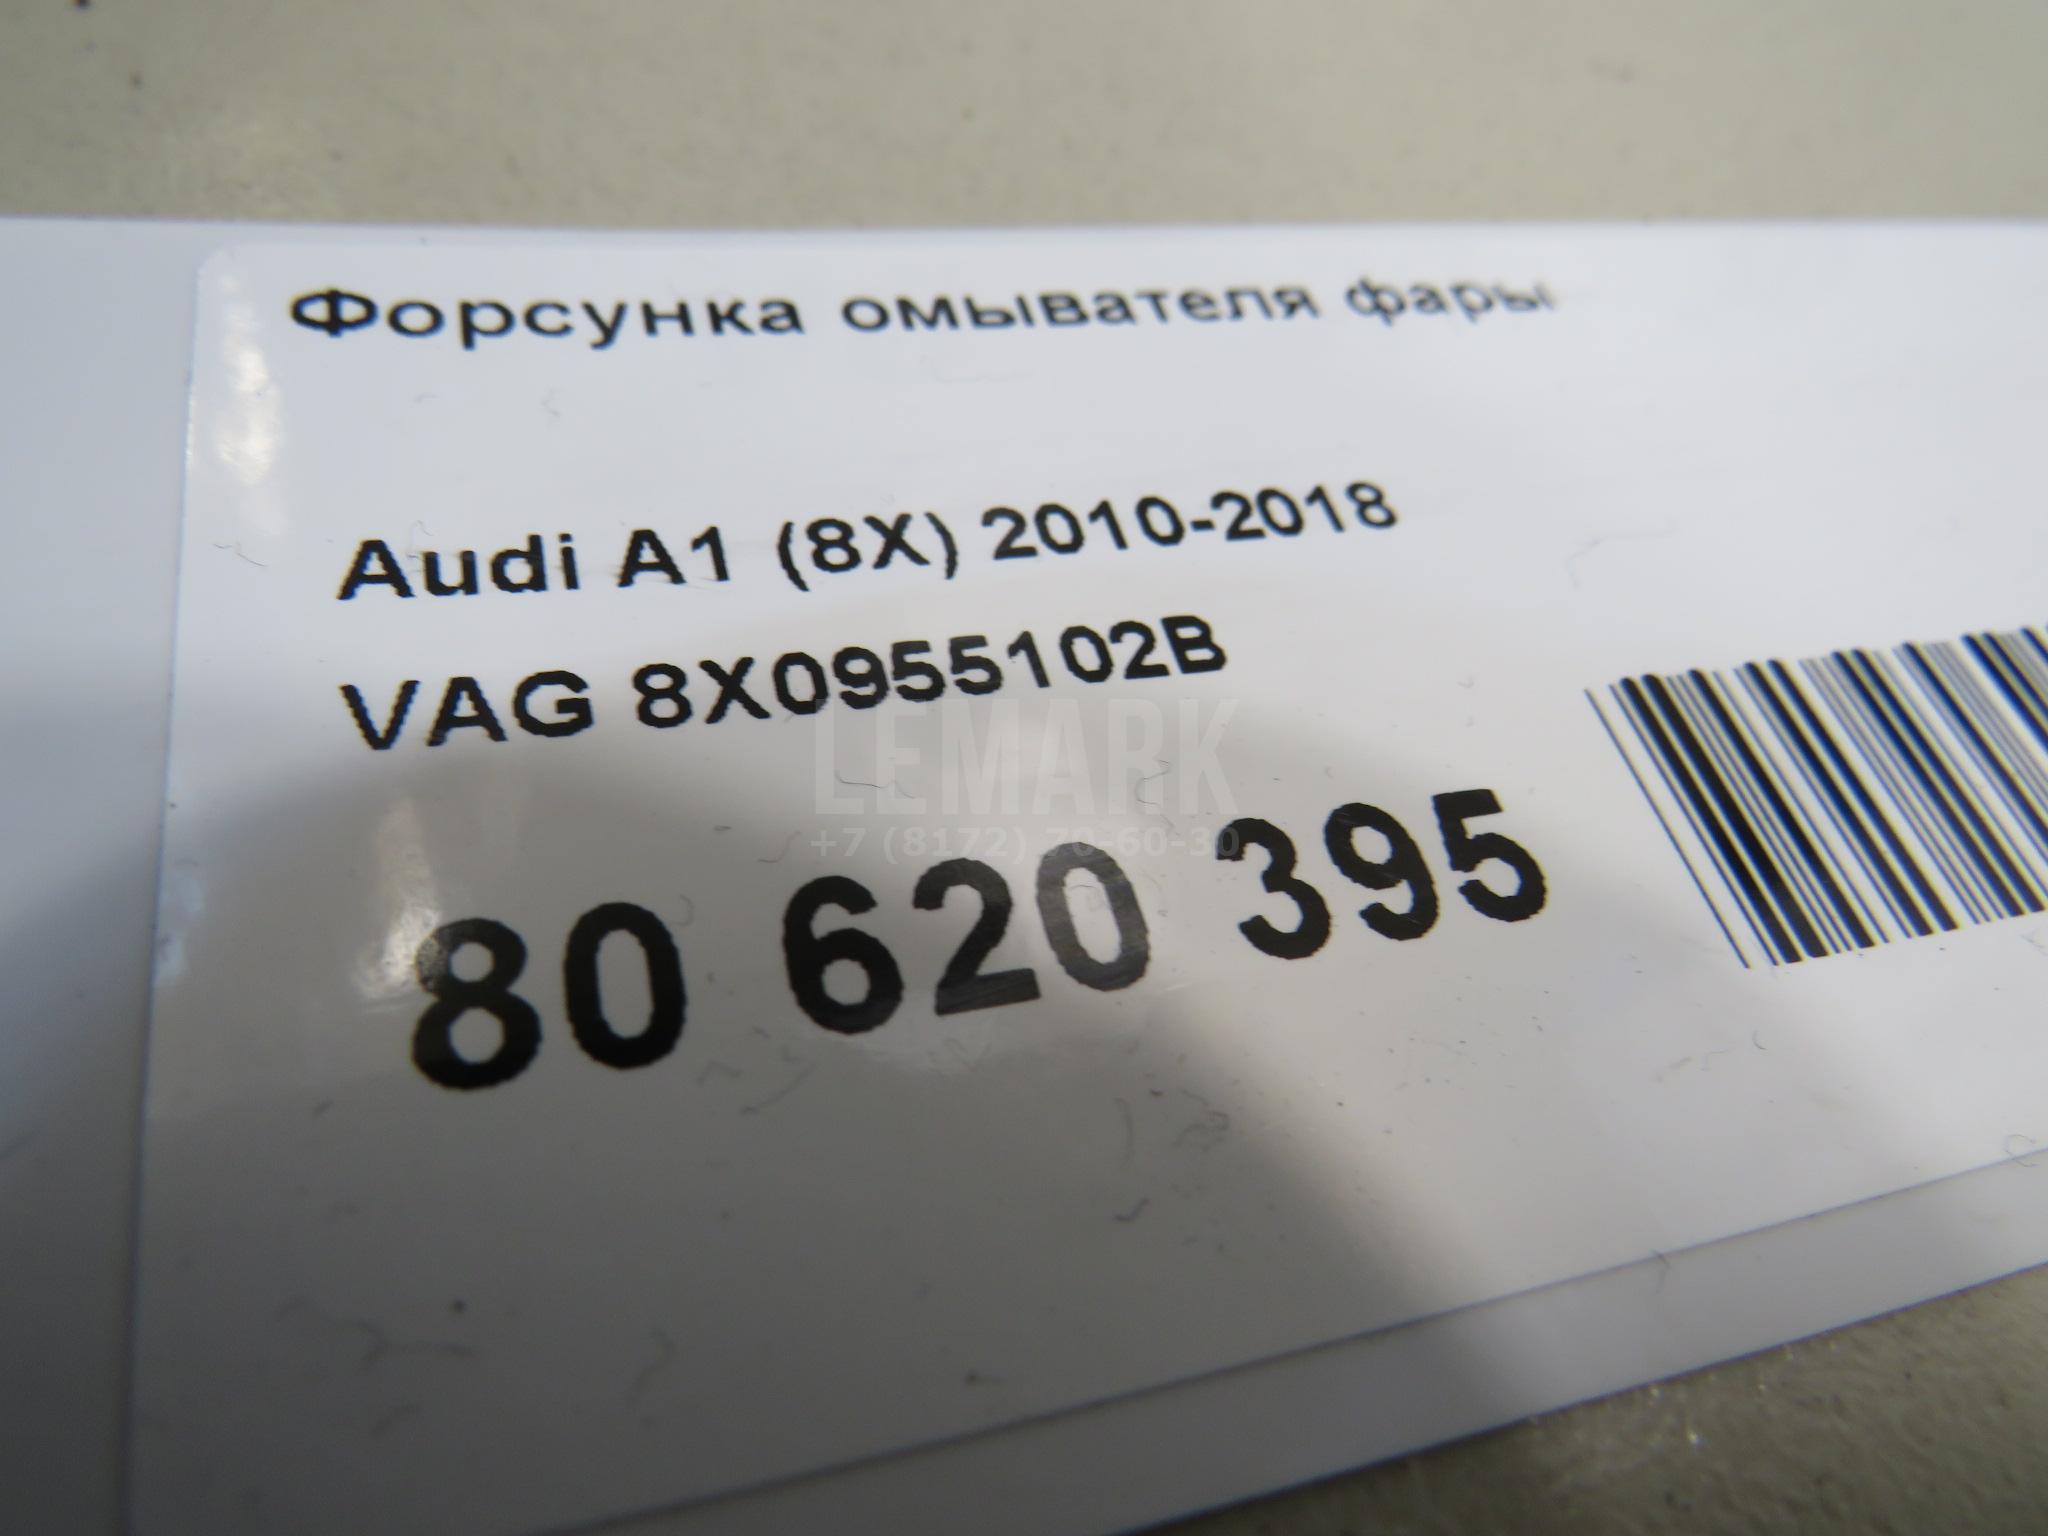 Форсунка омывателя фары
Audi A1 (8X) 2010-2018
VAG 8X0955102B
LEMARK
+7 (8172) 70-60-30
80 620 395